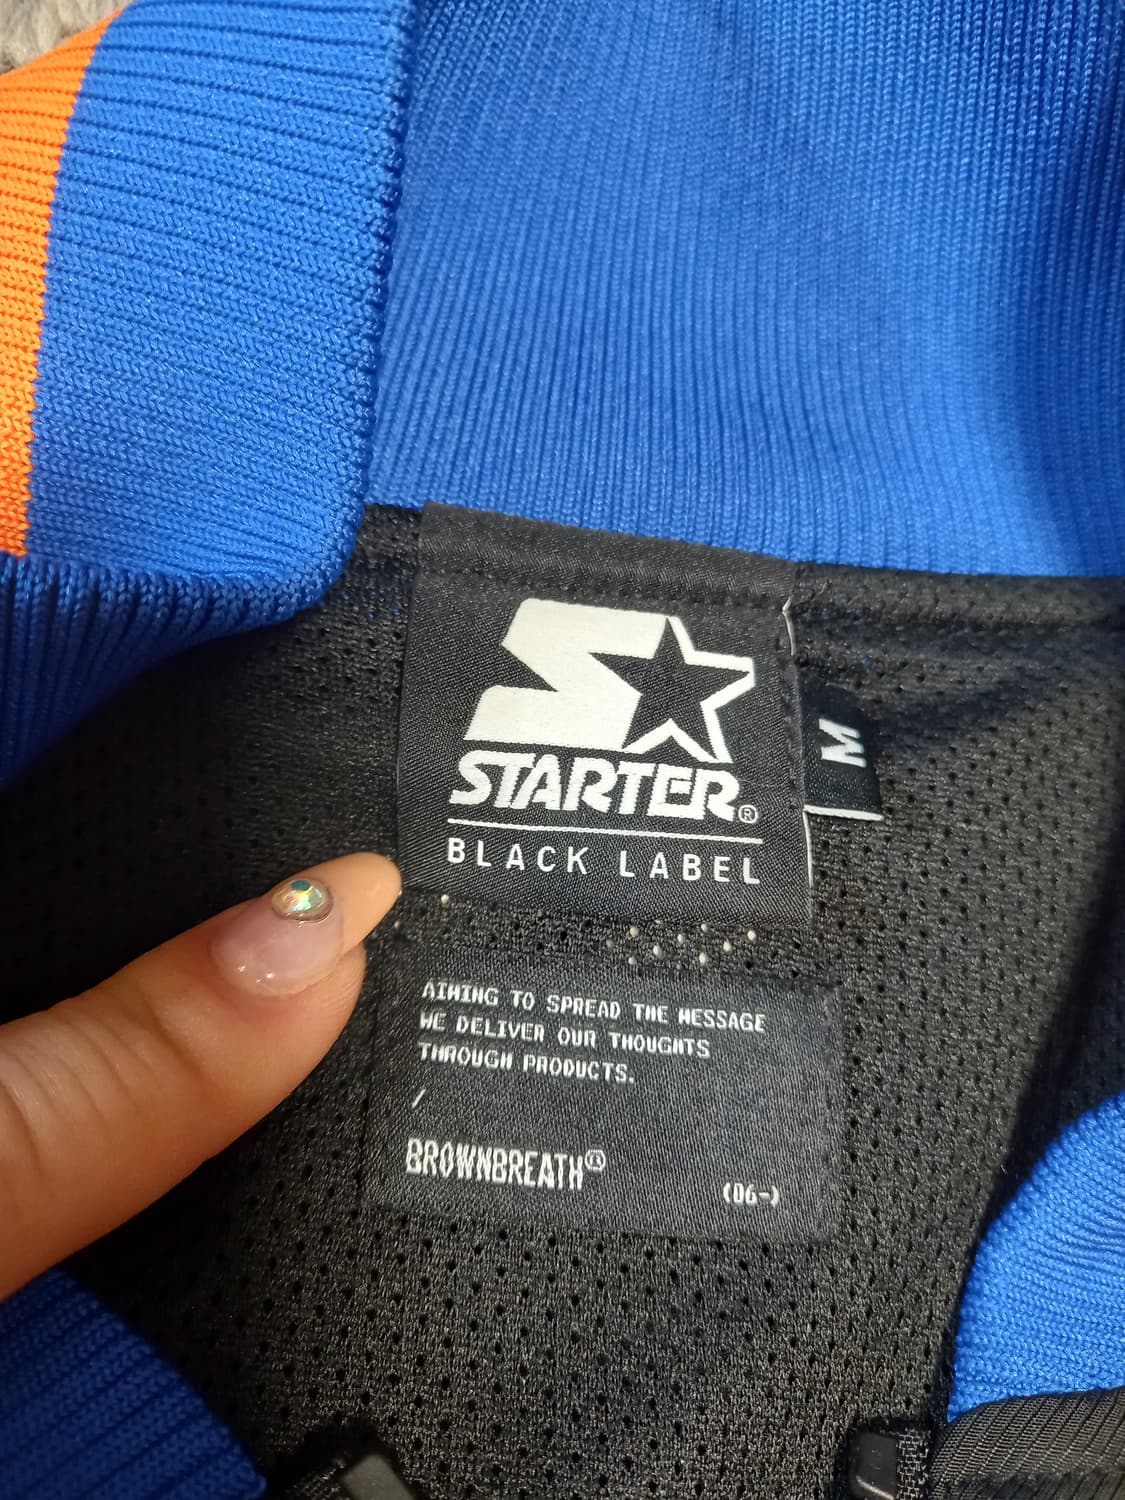 STARTER®
BLACK LABEL
M
AIMING TO SPREAD THE MESSAGE
WE DELIVER OUR THOUGHTS
THROUGH PRODUCTS.
/
BROWNBREATH®
(06-)